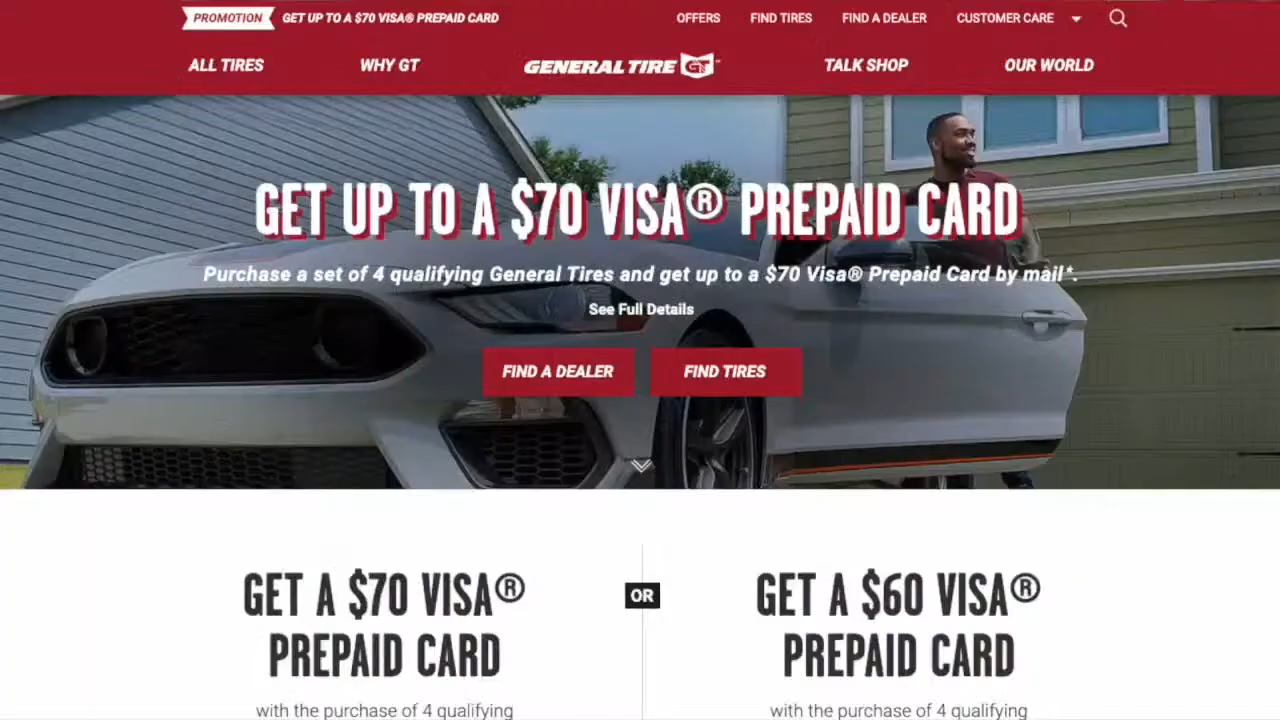 PROMOTION GET UP TO A $70 VISA® PREPAID CARD
OFFERS FIND TIRES FIND A DEALER CUSTOMER CARE
ALL TIRES WHY GT GENERAL TIRE GT TALK SHOP OUR WORLD
GET UP TO A $70 VISA® PREPAID CARD
Purchase a set of 4 qualifying General Tires and get up to a $70 Visa® Prepaid Card by mail*.
See Full Details
FIND A DEALER FIND TIRES
GET A $70 VISA®
PREPAID CARD
with the purchase of 4 qualifying
OR
GET A $60 VISA®
PREPAID CARD
with the purchase of 4 qualifying